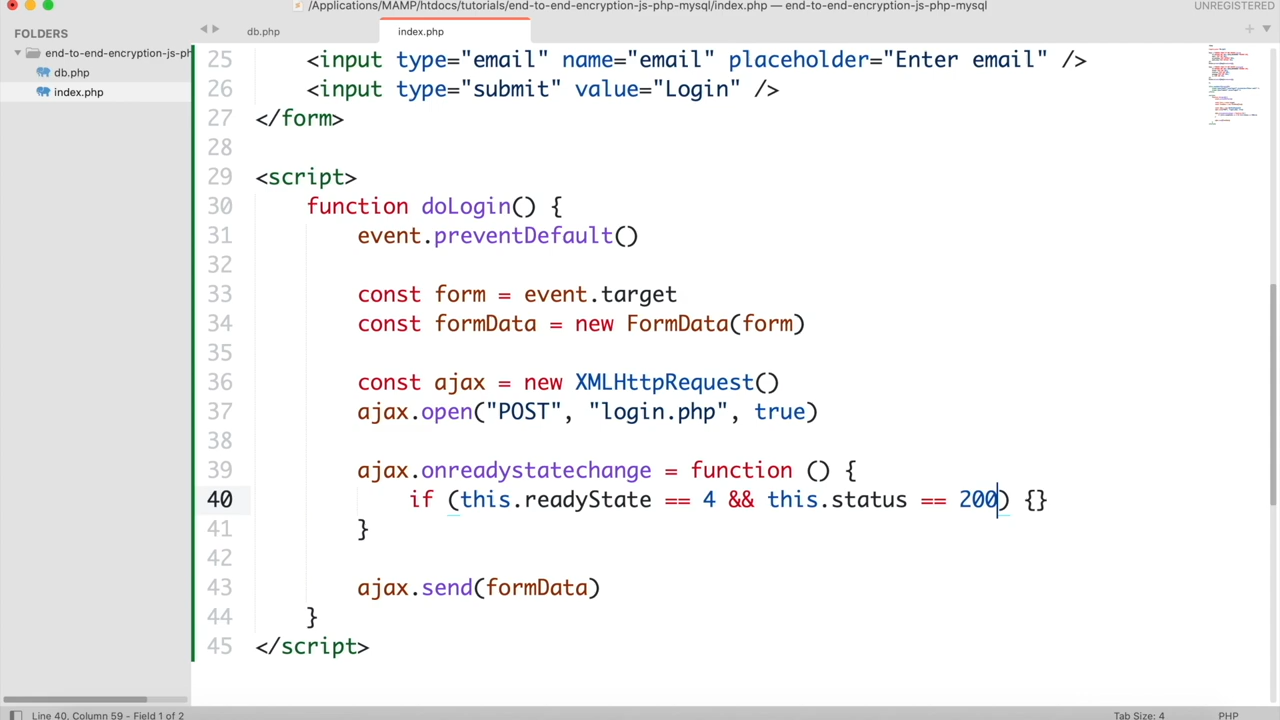 /Applications/MAMP/htdocs/tutorials/end-to-end-encryption-js-php-mysql/index.php — end-to-end-encryption-js-php-mysql
UNREGISTERED
FOLDERS
end-to-end-encryption-js-ph
db.php
index.php
db.php
index.php
25 <input type="email" name="email" placeholder="Enter email" />
26 <input type="submit" value="Login" />
27 </form>
28
29 <script>
30 function doLogin() {
31 event.preventDefault()
32
33 const form = event.target
34 const formData = new FormData(form)
35
36 const ajax = new XMLHttpRequest()
37 ajax.open("POST", "login.php", true)
38
39 ajax.onreadystatechange = function () {
40 if (this.readyState == 4 && this.status == 200) {}
41 }
42
43 ajax.send(formData)
44 }
45 </script>
Line 40, Column 59 - Field 1 of 2
Tab Size: 4
PHP